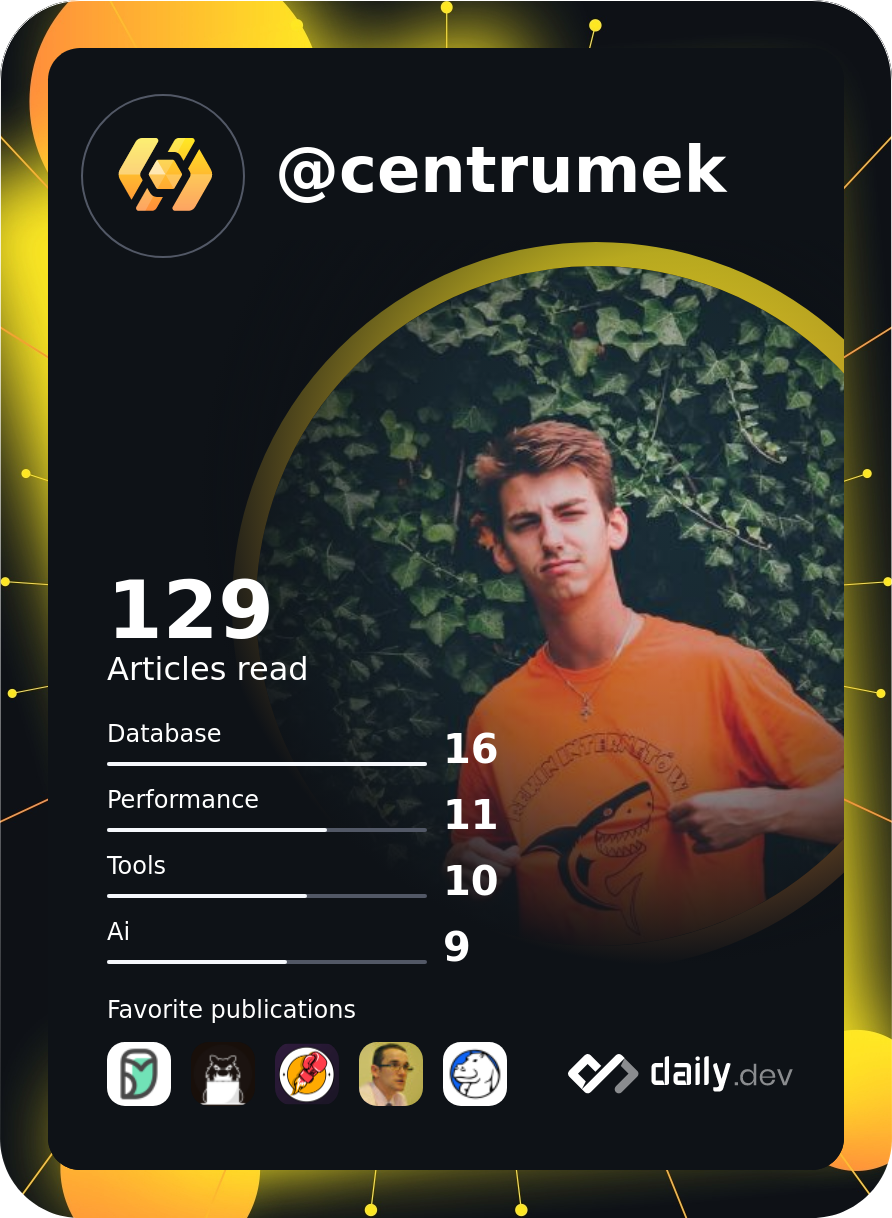 @centrumek
129
Articles read
Database
16
Performance
11
Tools
10
Ai
9
Favorite publications
daily.dev